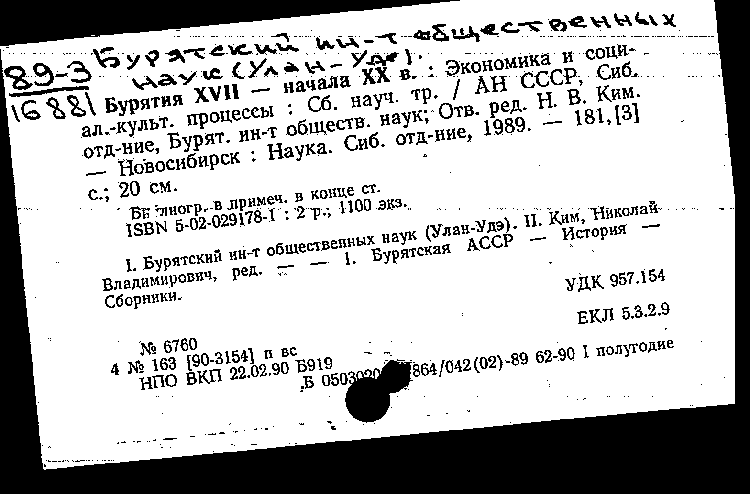 Бурятский ин-т общественных
89-3 наук (Улан-Удэ).
16881 Бурятия XVII — начала XX в. : Экономика и соци-
ал.-культ. процессы : Сб. науч. тр. / АН СССР, Сиб.
отд-ние, Бурят. ин-т обществ. наук; Отв. ред. Н. В. Ким.
— Новосибирск : Наука. Сиб. отд-ние, 1989. — 181,[3]
с.; 20 см.
в примеч. в конце ст.
ISBN 5-02-029178-1 : 2 р.; 1100 экз.
I. Бурятский ин-т общественных наук (Улан-Удэ). II. Ким, Николай
Владимирович, ред. — — 1. Бурятская АССР — История —
Сборники.
УДК 957.154
ЕКЛ 5.3.2.9
№ 6760
4 № 163 [90-3154] п вс
НПО ВКП 22.02.90 Б919
Б 864/042(02)-89 62-90 I полугодие